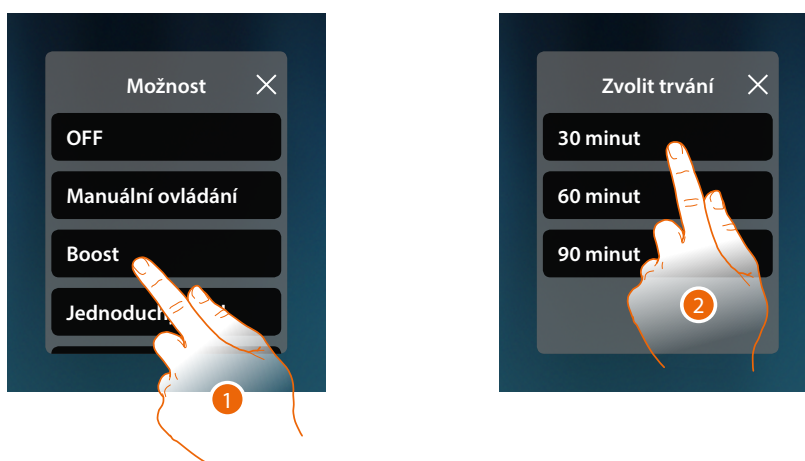 Možnost
OFF
Manuální ovládání
Boost
1
Zvolit trvání
30 minut
60 minut
90 minut
2